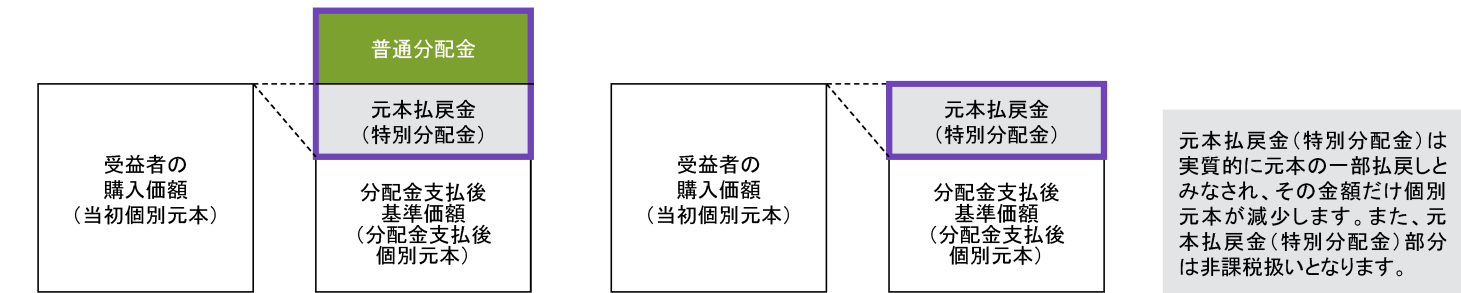 普通分配金
元本払戻金
（特別分配金）
受益者の
購入価額
（当初個別元本）
分配金支払後
基準価額
（分配金支払後
個別元本）
元本払戻金
（特別分配金）
受益者の
購入価額
（当初個別元本）
分配金支払後
基準価額
（分配金支払後
個別元本）
元本払戻金（特別分配金）は
実質的に元本の一部払戻しと
みなされ、その金額だけ個別
元本が減少します。また、元
本払戻金（特別分配金）部分
は非課税扱いとなります。